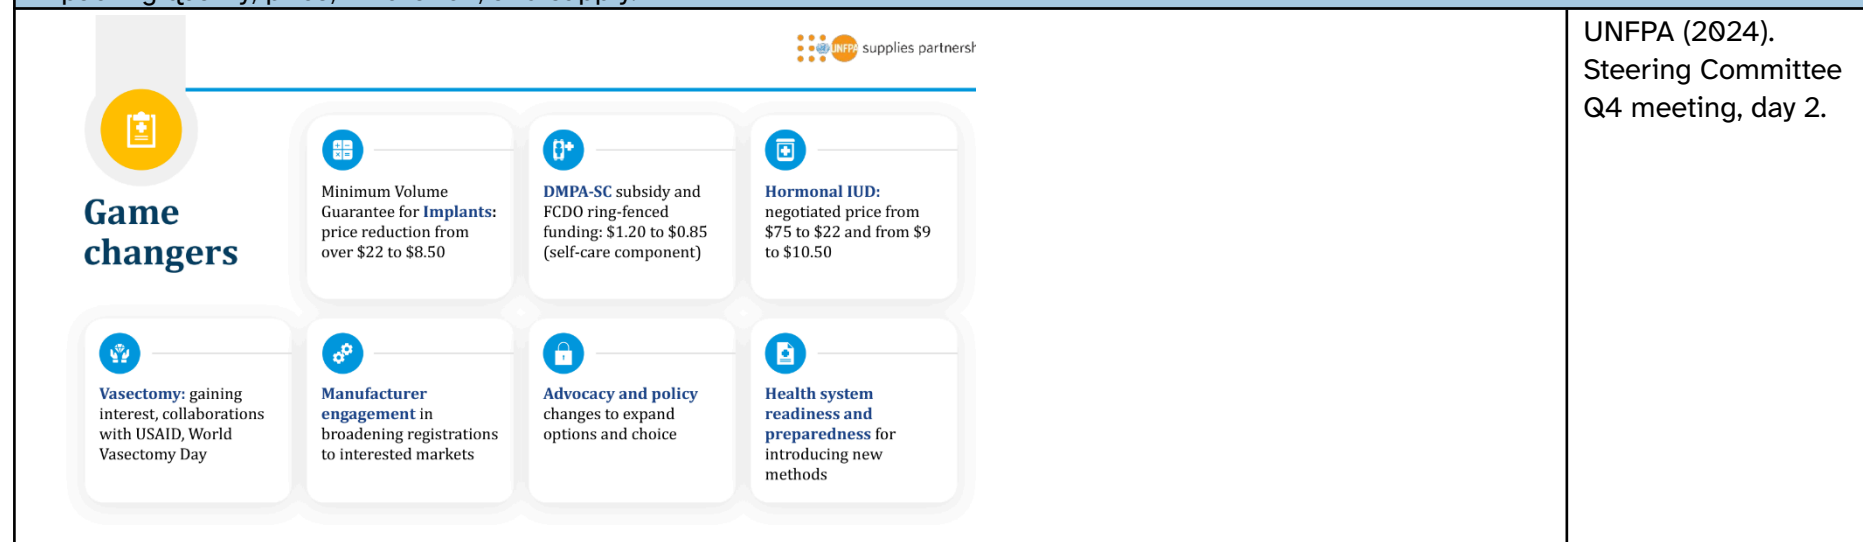 UNFPA supplies partnersh
Game
changers
Minimum Volume
Guarantee for Implants:
price reduction from
over $22 to $8.50
DMPA-SC subsidy and
FCDO ring-fenced
funding: $1.20 to $0.85
(self-care component)
Hormonal IUD:
negotiated price from
$75 to $22 and from $9
to $10.50
Vasectomy: gaining
interest, collaborations
with USAID, World
Vasectomy Day
Manufacturer
engagement in
broadening registrations
to interested markets
Advocacy and policy
changes to expand
options and choice
Health system
readiness and
preparedness for
introducing new
methods
UNFPA (2024).
Steering Committee
Q4 meeting, day 2.